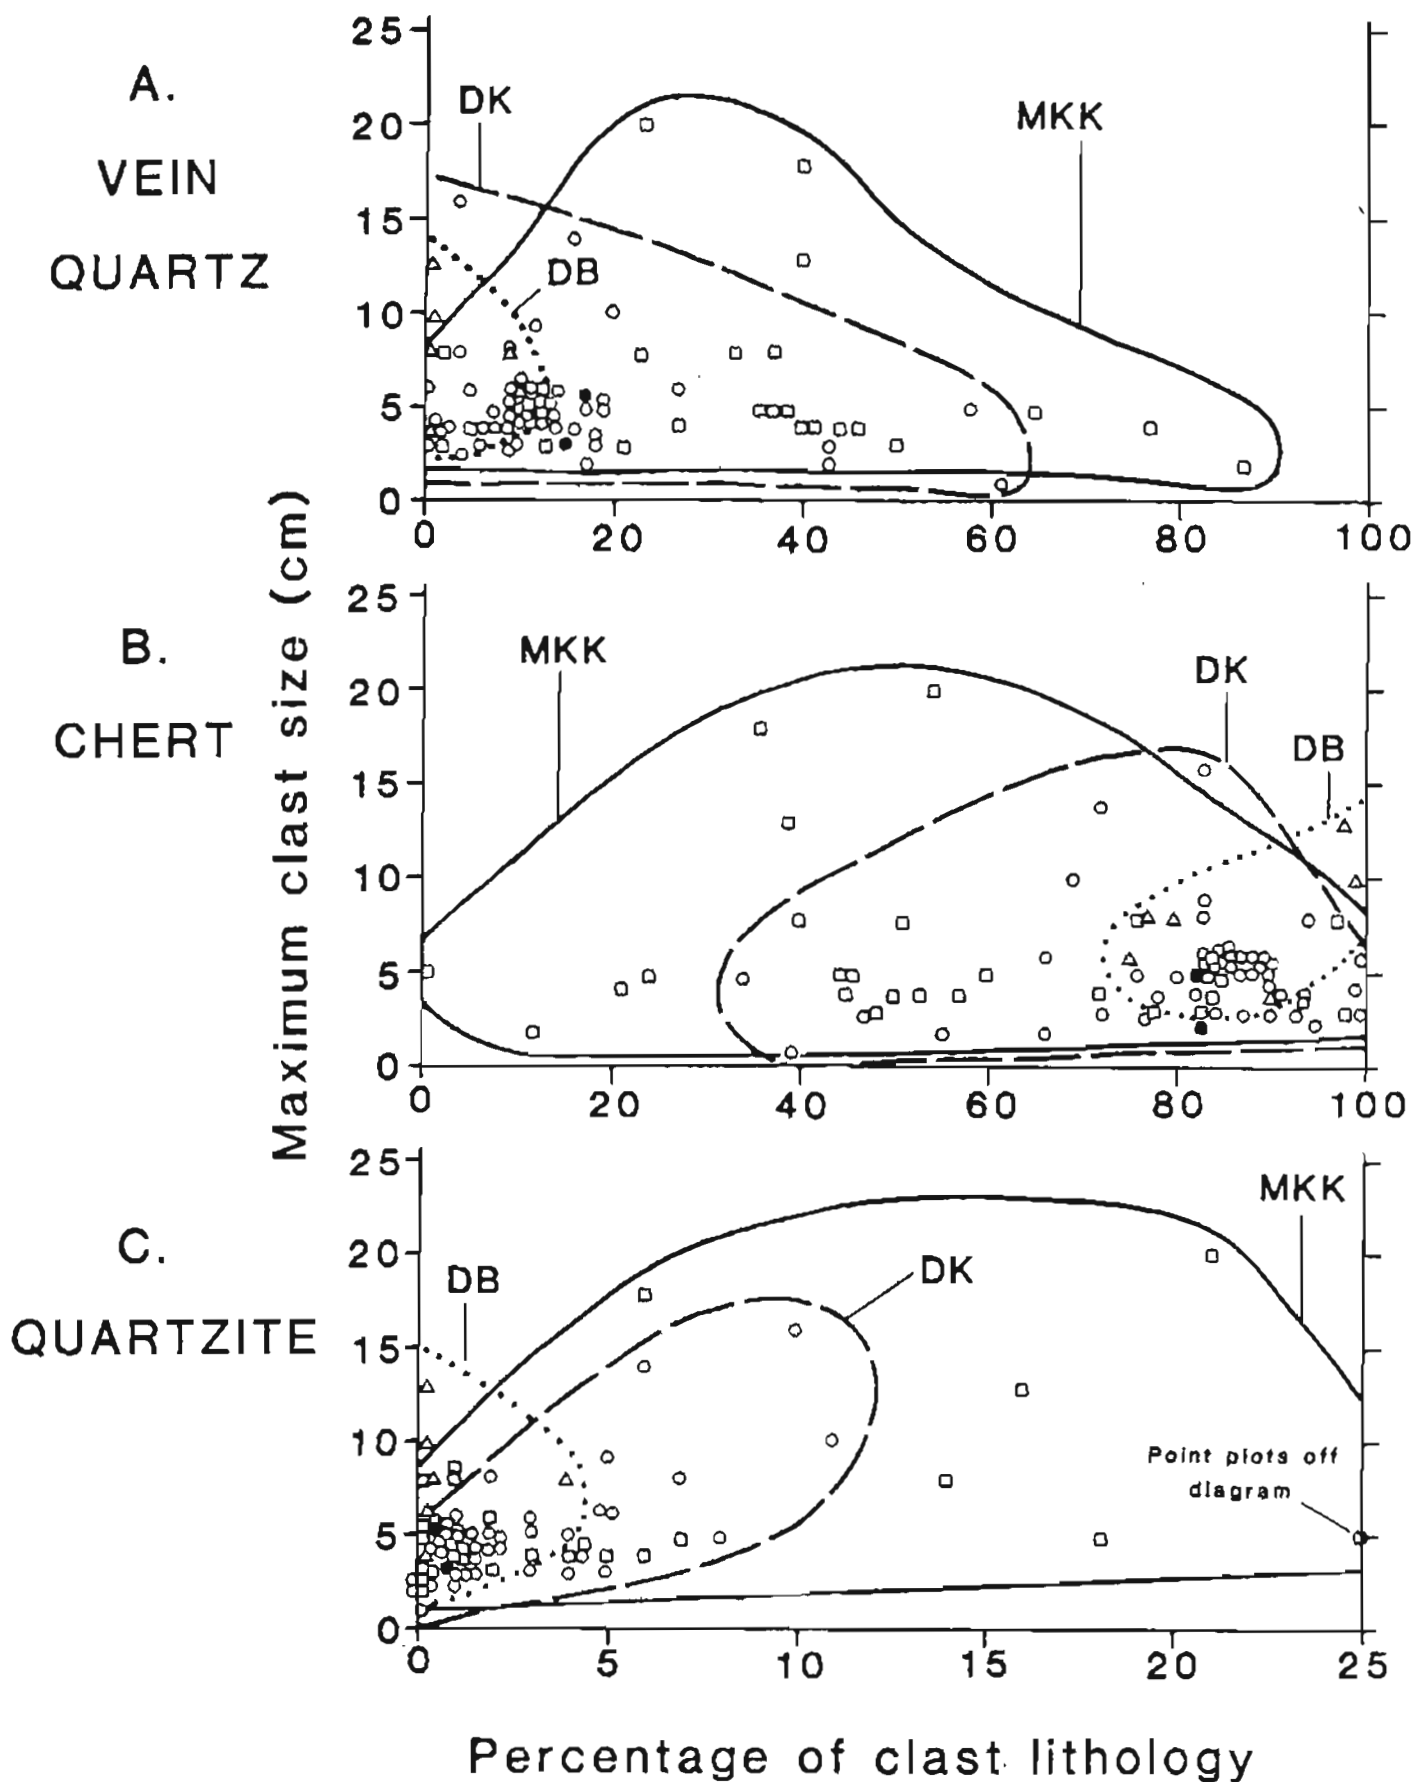 A.
VEIN
QUARTZ
25
20
15
10
5
0
DK
MKK
DB
0 20 40 60 80 100
B.
CHERT
25
20
15
10
5
0
MKK
DK
DB
0 20 40 60 80 100
C.
QUARTZITE
25
20
15
10
5
0
DB
DK
MKK
Point plots off
diagram
0 5 10 15 20 25
Maximum clast size (cm)
Percentage of clast lithology